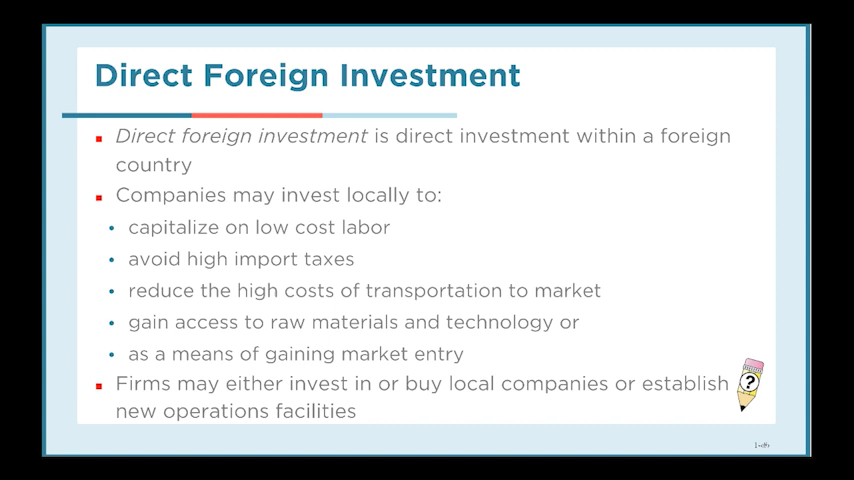 Direct Foreign Investment
▪ Direct foreign investment is direct investment within a foreign
country
▪ Companies may invest locally to:
• capitalize on low cost labor
• avoid high import taxes
• reduce the high costs of transportation to market
• gain access to raw materials and technology or
• as a means of gaining market entry
▪ Firms may either invest in or buy local companies or establish
new operations facilities
?